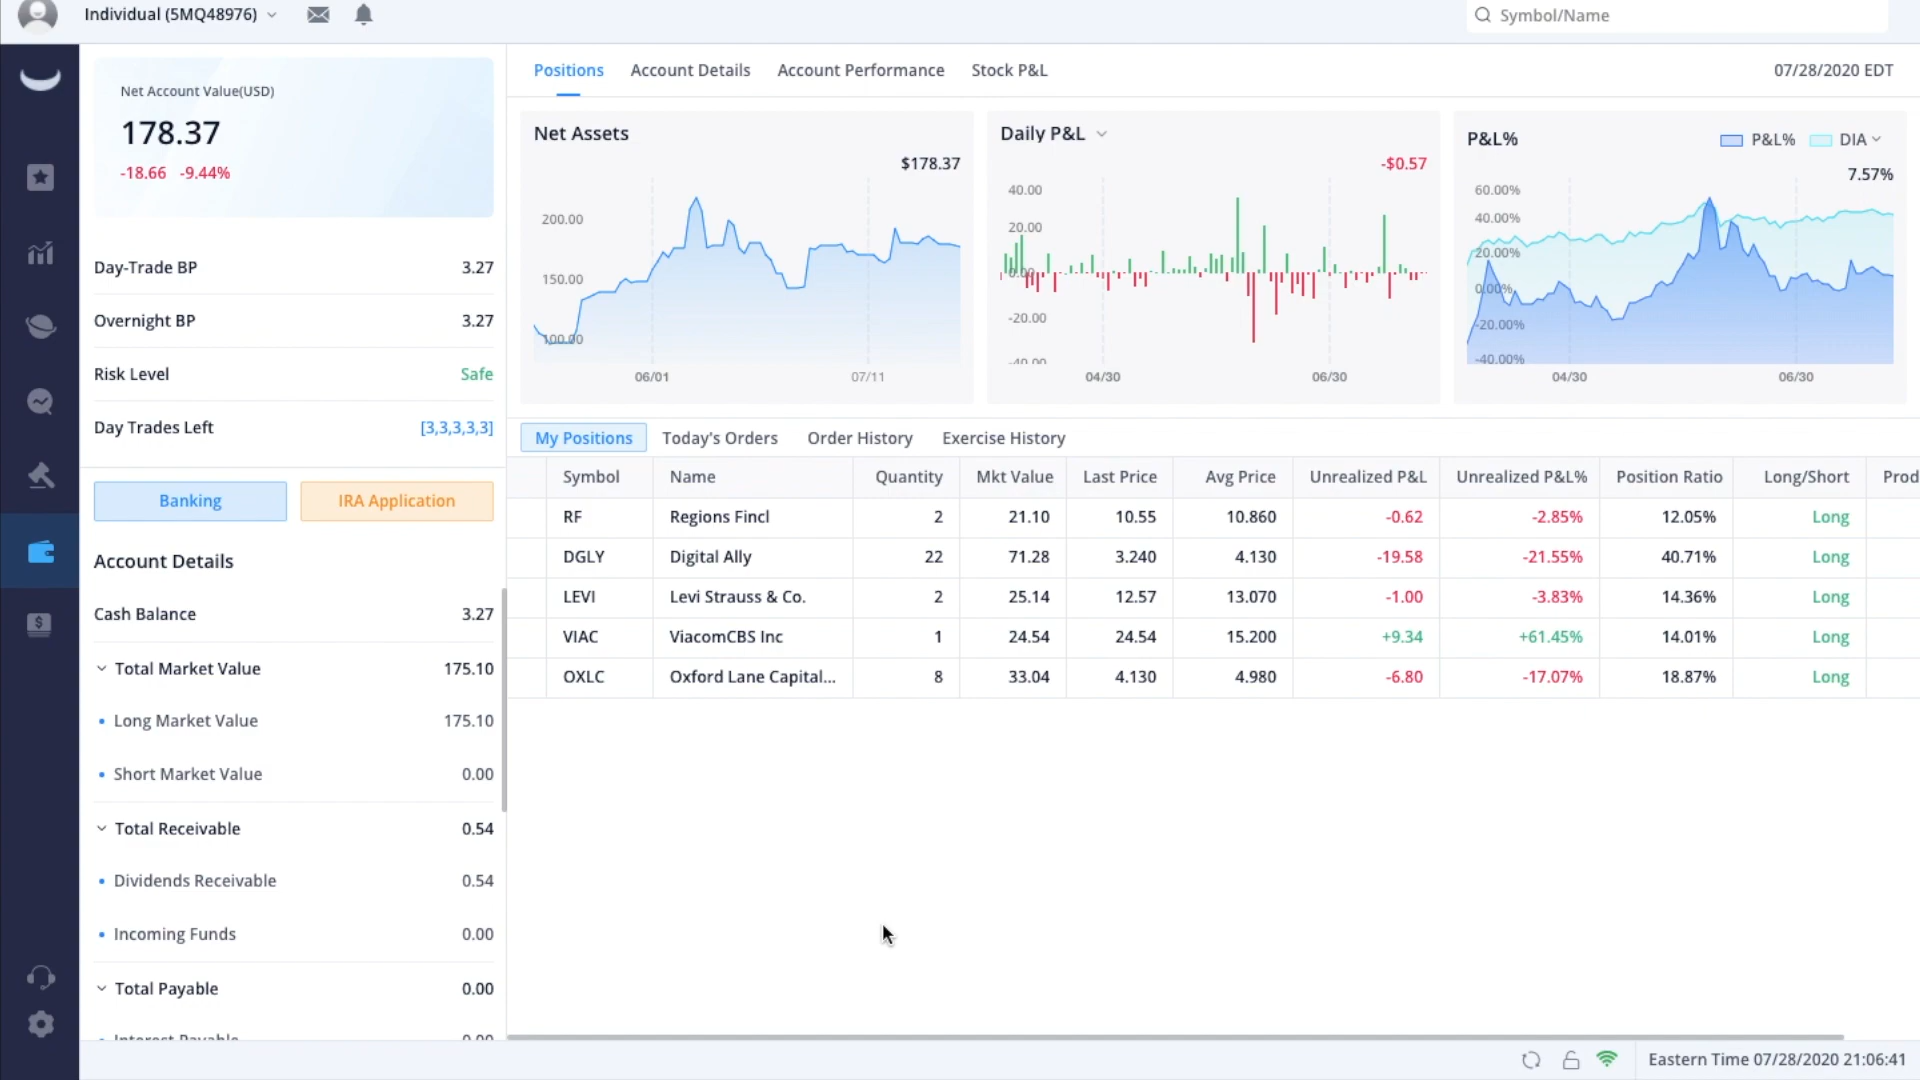 Individual (5MQ48976)
Symbol/Name
Net Account Value(USD)
178.37
-18.66 -9.44%
Day-Trade BP 3.27
Overnight BP 3.27
Risk Level Safe
Day Trades Left [3,3,3,3,3]
Banking IRA Application
Account Details
Cash Balance 3.27
Total Market Value 175.10
Long Market Value 175.10
Short Market Value 0.00
Total Receivable 0.54
Dividends Receivable 0.54
Incoming Funds 0.00
Total Payable 0.00
Interest Payable 0.00
Positions Account Details Account Performance Stock P&L 07/28/2020 EDT
Net Assets
$178.37
200.00
150.00
100.00
06/01 07/11
Daily P&L
-$0.57
40.00
20.00
0.00
-20.00
-40.00
04/30 06/30
P&L% P&L% DIA
7.57%
60.00%
40.00%
20.00%
0.00%
-20.00%
-40.00%
04/30 06/30
My Positions Today's Orders Order History Exercise History
Symbol Name Quantity Mkt Value Last Price Avg Price Unrealized P&L Unrealized P&L% Position Ratio Long/Short Prod
RF Regions Fincl 2 21.10 10.55 10.860 -0.62 -2.85% 12.05% Long
DGLY Digital Ally 22 71.28 3.240 4.130 -19.58 -21.55% 40.71% Long
LEVI Levi Strauss & Co. 2 25.14 12.57 13.070 -1.00 -3.83% 14.36% Long
VIAC ViacomCBS Inc 1 24.54 24.54 15.200 +9.34 +61.45% 14.01% Long
OXLC Oxford Lane Capital... 8 33.04 4.130 4.980 -6.80 -17.07% 18.87% Long
Eastern Time 07/28/2020 21:06:41